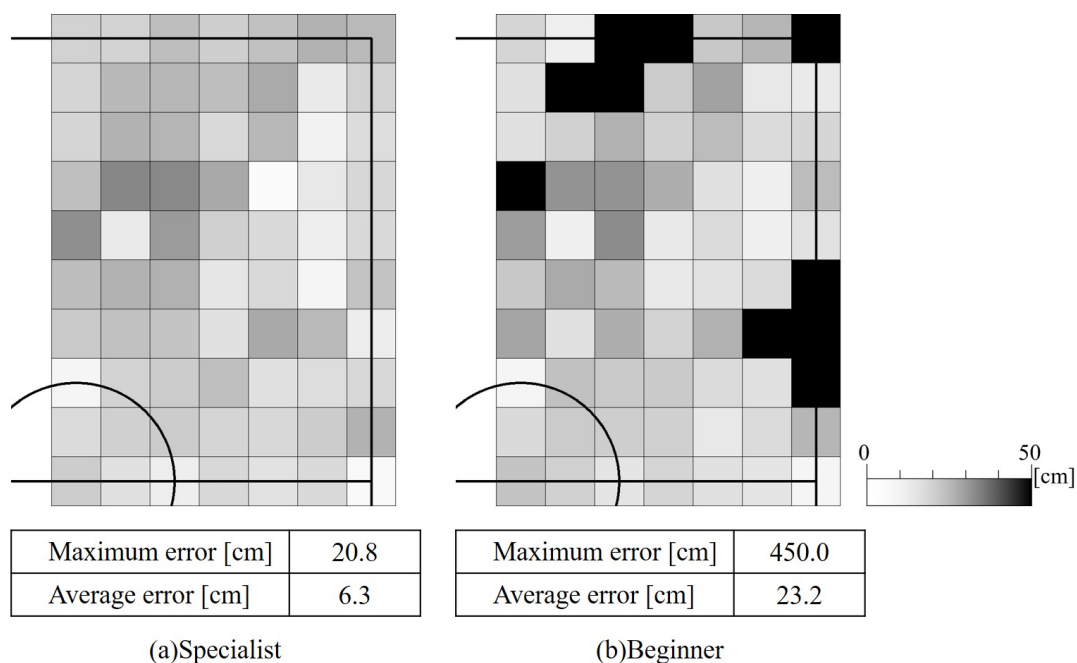 0 50
[cm]
Maximum error [cm] 20.8
Average error [cm] 6.3
Maximum error [cm] 450.0
Average error [cm] 23.2
(a)Specialist
(b)Beginner